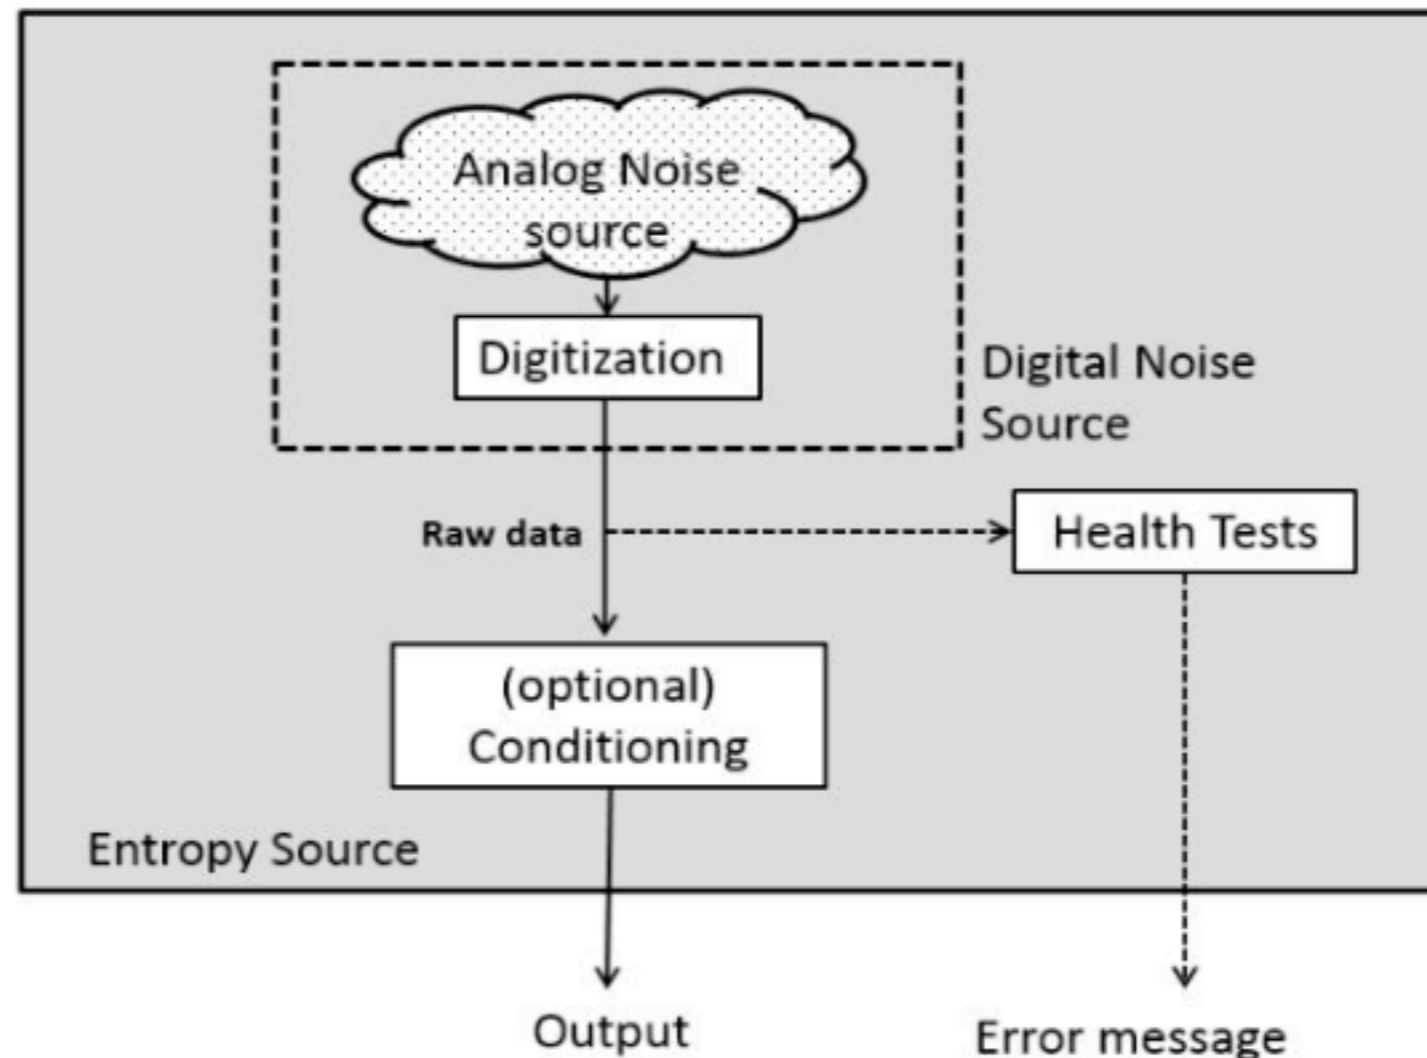 Analog Noise
source
Digitization
Digital Noise
Source
Raw data
Health Tests
(optional)
Conditioning
Entropy Source
Output
Error message